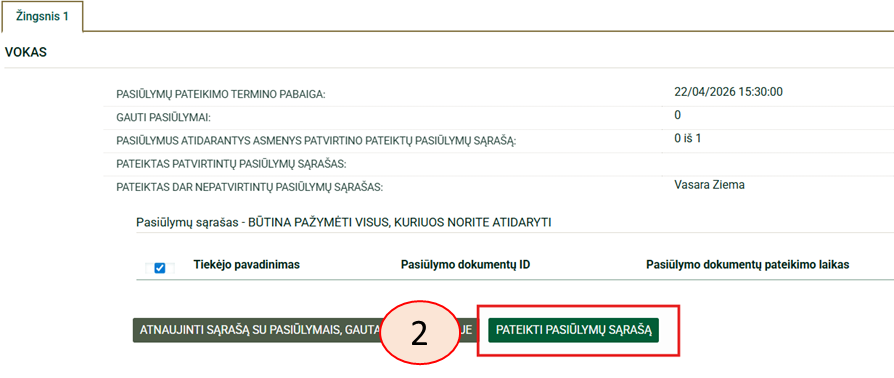 Žingsnis 1
VOKAS
PASIŪLYMŲ PATEIKIMO TERMINO PABAIGA: 22/04/2026 15:30:00
GAUTI PASIŪLYMAI: 0
PASIŪLYMUS ATIDARANTYS ASMENYS PATVIRTINO PATEIKTŲ PASIŪLYMŲ SĄRAŠĄ: 0 iš 1
PATEIKTAS PATVIRTINTŲ PASIŪLYMŲ SĄRAŠAS:
PATEIKTAS DAR NEPATVIRTINTŲ PASIŪLYMŲ SĄRAŠAS: Vasara Ziema
Pasiūlymų sąrašas - BŪTINA PAŽYMĖTI VISUS, KURIUOS NORITE ATIDARYTI
Tiekėjo pavadinimas Pasiūlymo dokumentų ID Pasiūlymo dokumentų pateikimo laikas
ATNAUJINTI SĄRAŠĄ SU PASIŪLYMAIS, 2 PATEIKTI PASIŪLYMŲ SĄRAŠĄ